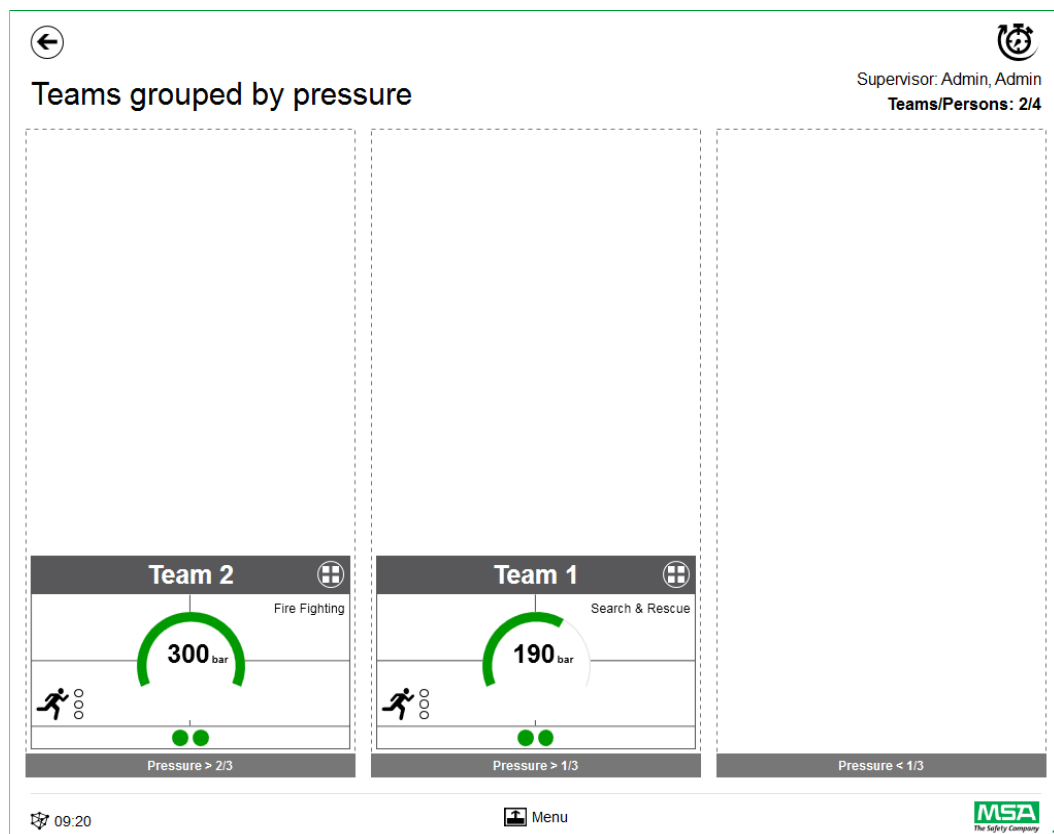 Supervisor: Admin, Admin
Teams grouped by pressure
Teams/Persons: 2/4
Team 2
Fire Fighting
300 bar
Pressure > 2/3
Team 1
Search & Rescue
190 bar
Pressure > 1/3
Pressure < 1/3
09:20
Menu
MSA
The Safety Company